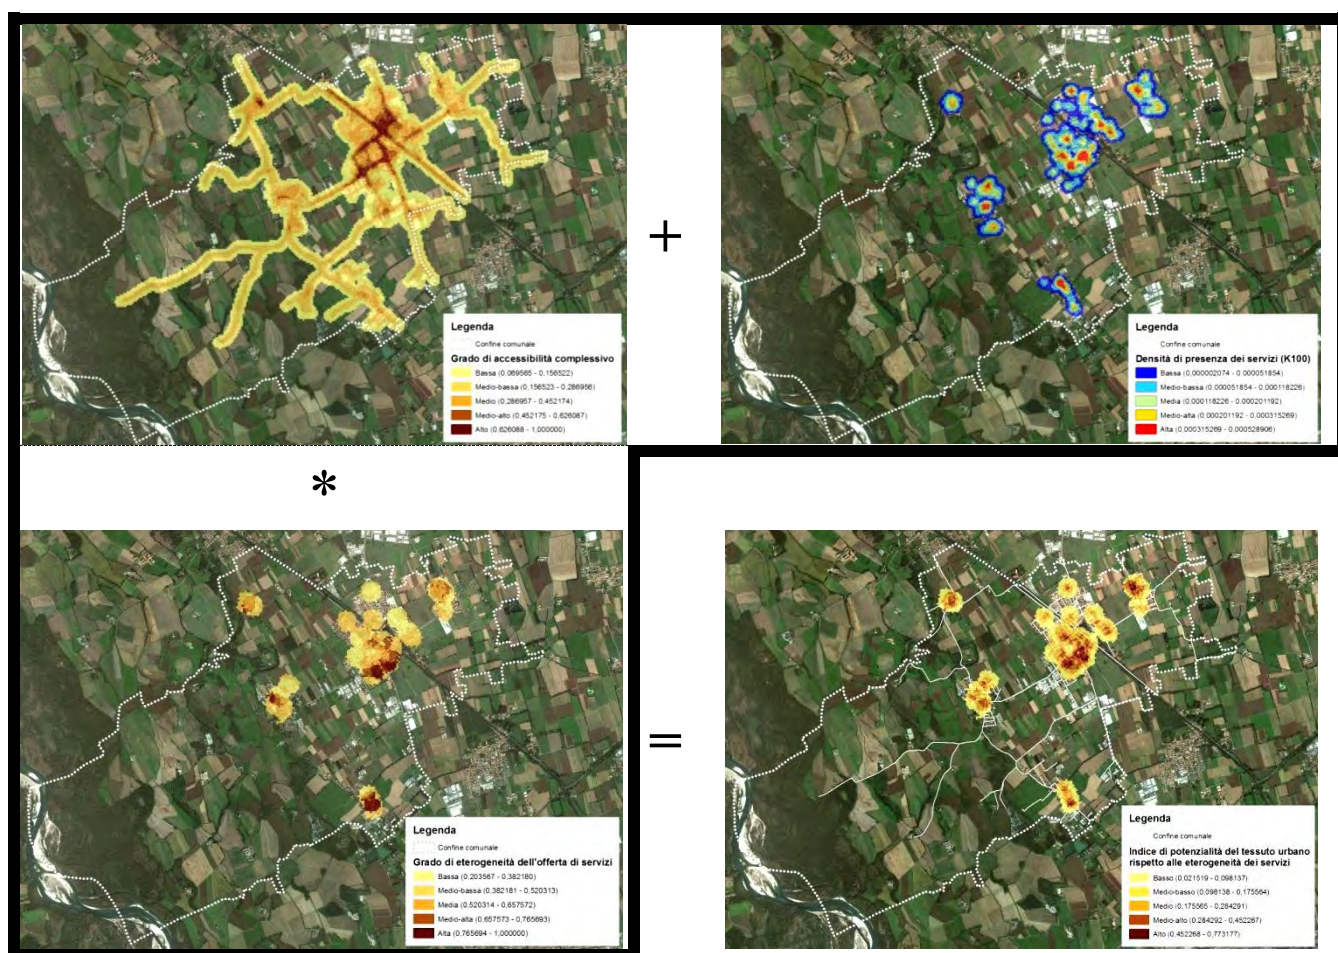 Legenda
Confine comunale
Grado di accessibilità complessivo
Bassa (0,069565 - 0,156522)
Medio-bassa (0,156523 - 0,286956)
Medio (0,286957 - 0,452174)
Medio-alto (0,452175 - 0,626087)
Alto (0,626088 - 1,000000)
+
Legenda
Confine comunale
Densità di presenza dei servizi (K100)
Bassa (0,000002074 - 0,000051854)
Medio-bassa (0,000051854 - 0,000118226)
Media (0,000118226 - 0,000201192)
Medio-alta (0,000201192 - 0,000315269)
Alta (0,000315269 - 0,000528906)
*
Legenda
Confine comunale
Grado di eterogeneità dell'offerta di servizi
Bassa (0,203567 - 0,382180)
Medio-bassa (0,382181 - 0,520313)
Media (0,520314 - 0,657572)
Medio-alta (0,657573 - 0,765693)
Alta (0,765694 - 1,000000)
=
Legenda
Confine comunale
Indice di potenzialità del tessuto urbano
rispetto alle eterogeneità dei servizi
Basso (0,021519 - 0,098137)
Medio-basso (0,098138 - 0,175564)
Medio (0,175565 - 0,284291)
Medio-alto (0,284292 - 0,452267)
Alto (0,452268 - 0,773177)